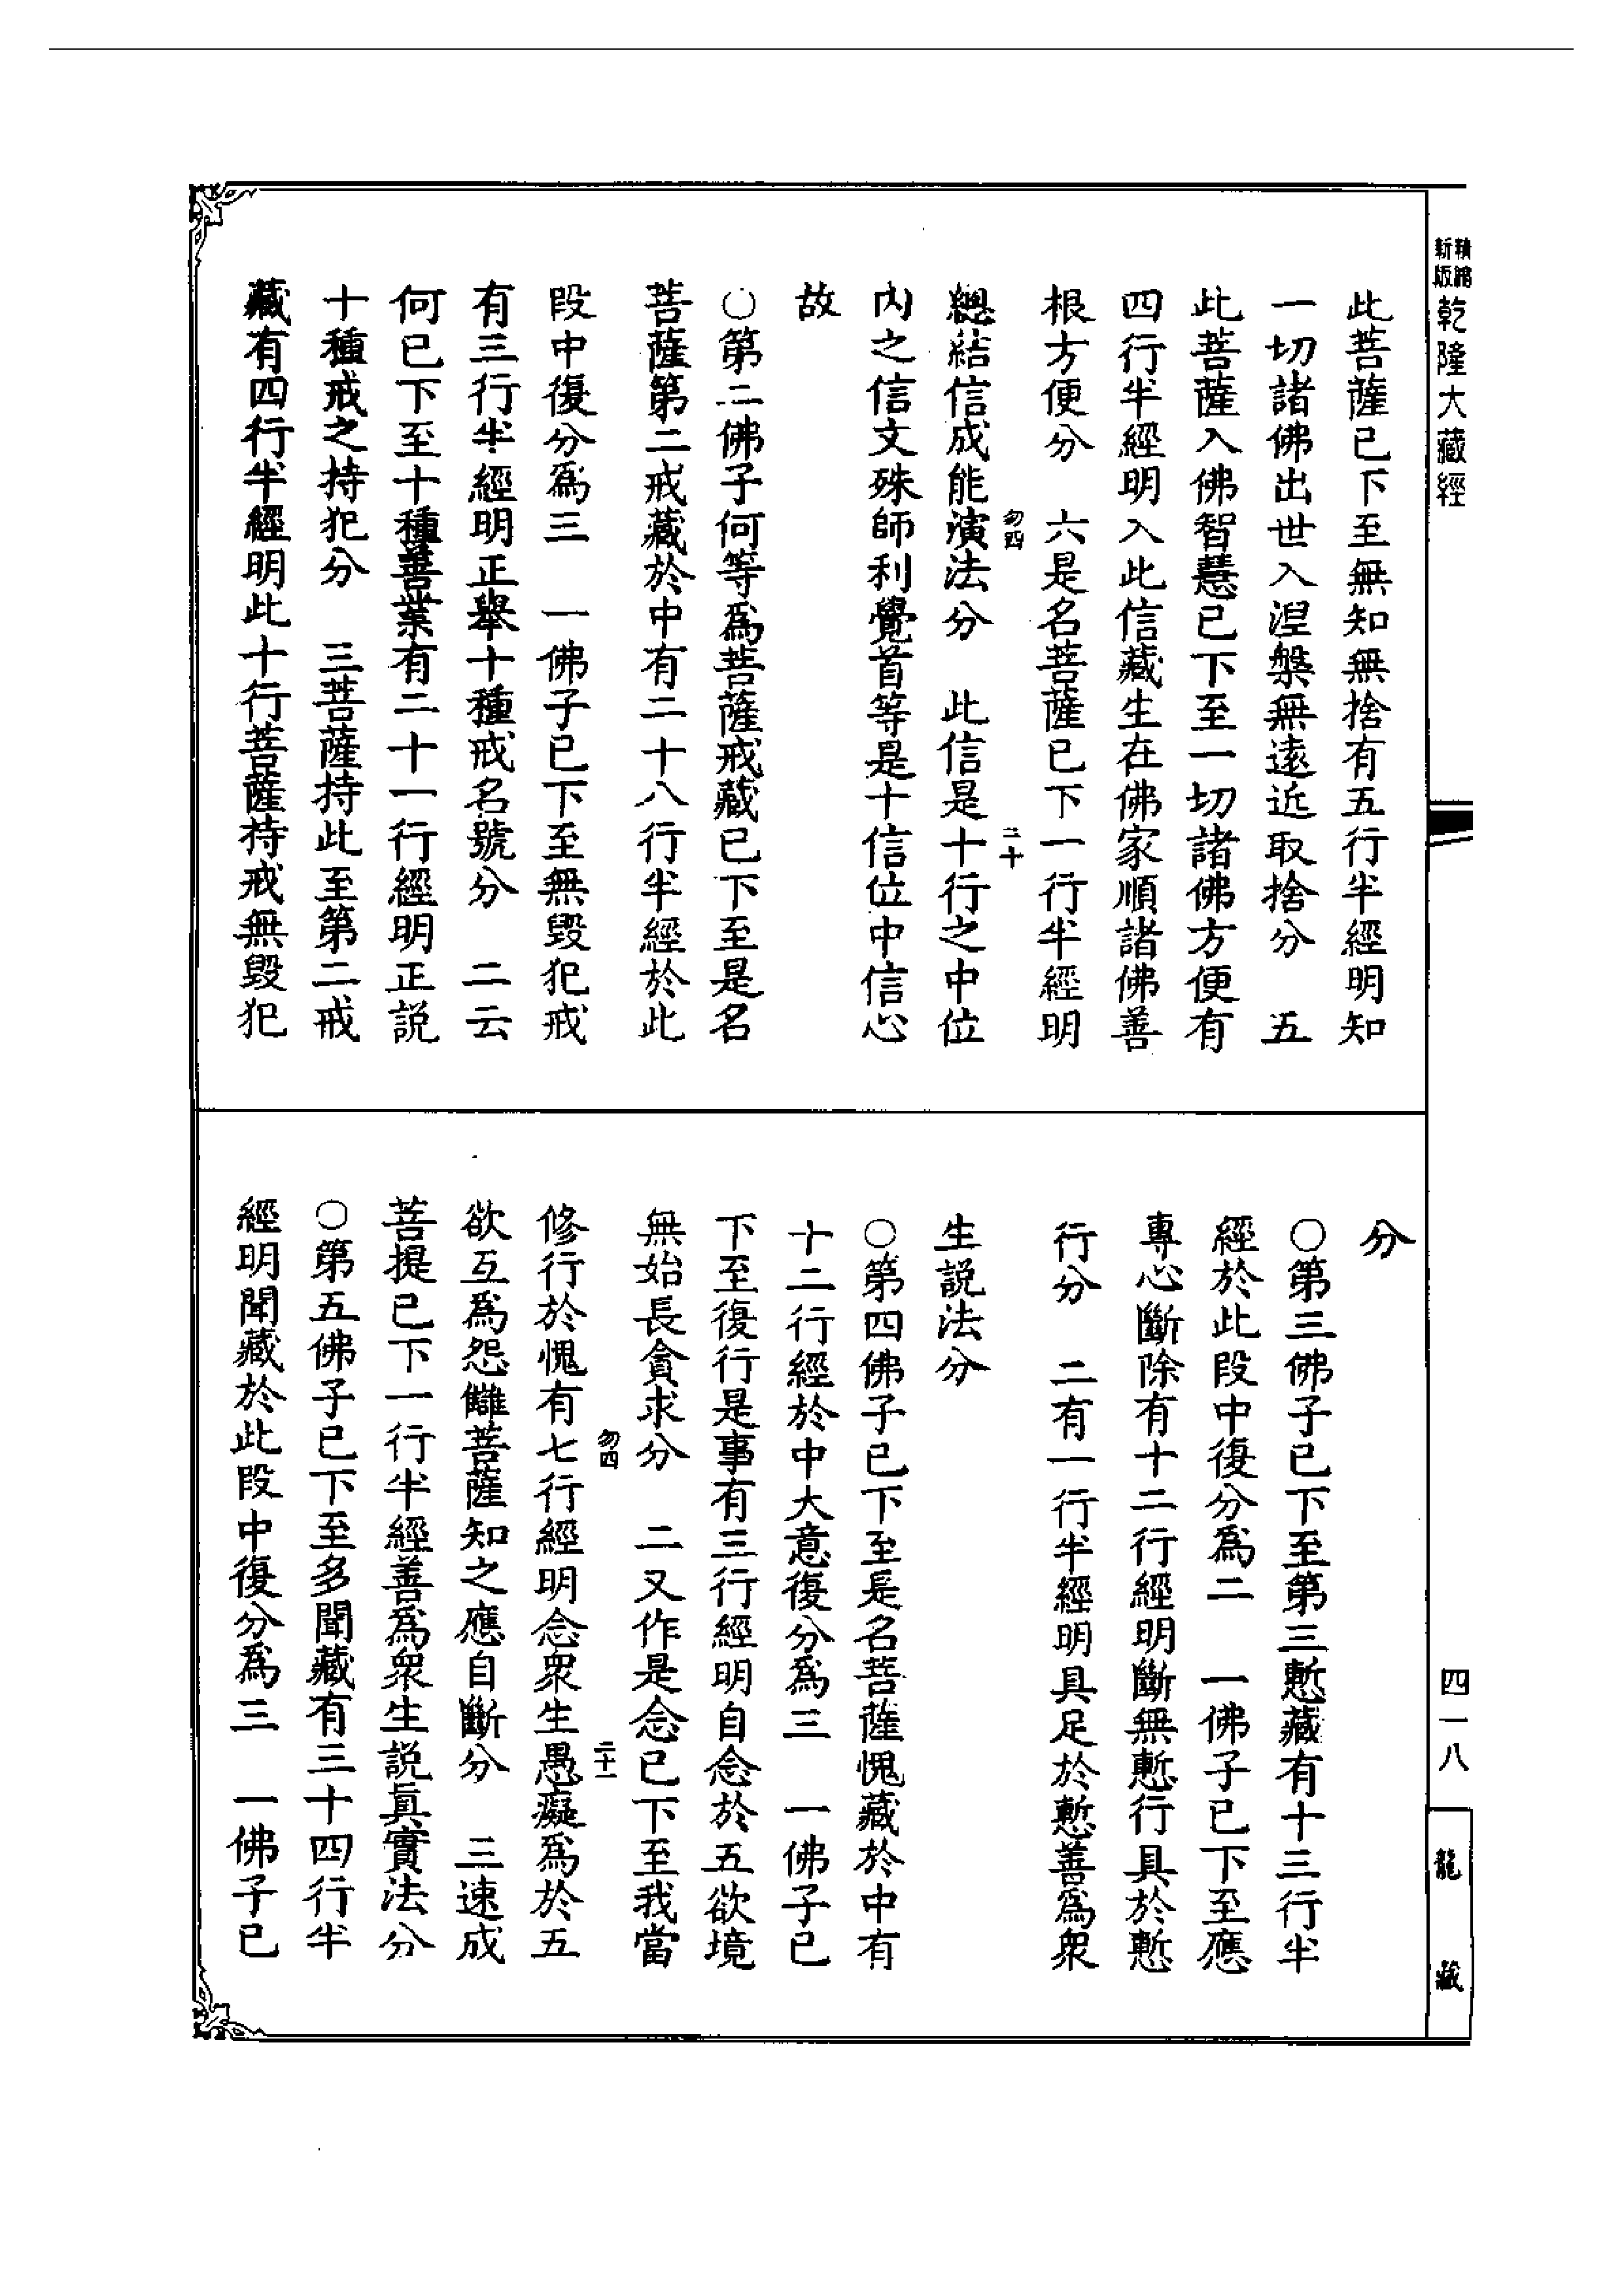 新版精縮乾隆大藏經
四一八
龍藏
此菩薩已下至無知無捨有五行半經明知
一切諸佛出世入涅槃無遠近取捨分　五
此菩薩入佛智慧已下至一切諸佛方便有
四行半經明入此信藏生在佛家順諸佛善
根方便分　六是名菩薩已下一行半經明
勿四　二十
總結信成能演法分　此信是十行之中位
內之信文殊師利覺首等是十信位中信心
故
○第二佛子何等爲菩薩戒藏已下至是名
菩薩第二戒藏於中有二十八行半經於此
段中復分爲三　一佛子已下至無毀犯戒
有三行半經明正舉十種戒名號分　二云
何已下至十種善業有二十一行經明正說
十種戒之持犯分　三菩薩持此至第二戒
藏有四行半經明此十行菩薩持戒無毀犯
分
○第三佛子已下至第三慙藏有十三行半
經於此段中復分爲二　一佛子已下至應
專心斷除有十二行經明斷無慙行具於慙
行分　二有一行半經明具足於慙善爲衆
生說法分
○第四佛子已下至是名菩薩愧藏於中有
十二行經於中大意復分爲三　一佛子已
下至復行是事有三行經明自念於五欲境
無始長貪求分　二又作是念已下至我當
勿四　二十一
修行於愧有七行經明念衆生愚癡爲於五
欲互爲怨讎菩薩知之應自斷分　三速成
菩提已下一行半經善爲衆生說眞實法分
○第五佛子已下至多聞藏有三十四行半
經明聞藏於此段中復分爲三　一佛子已